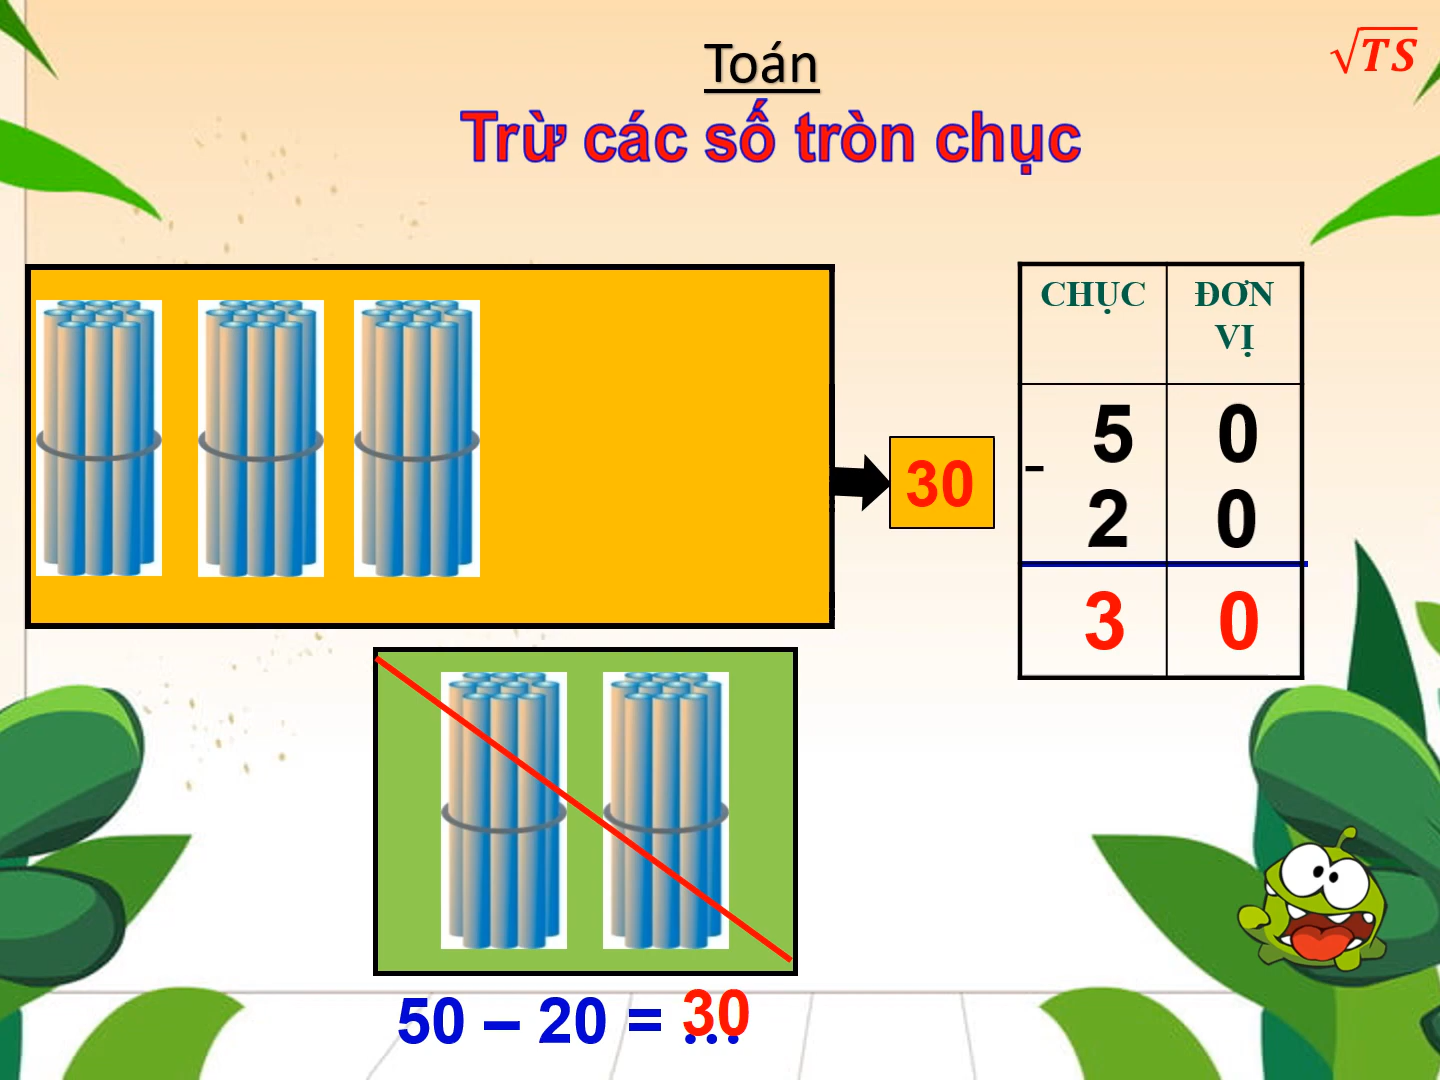 Toán
√TS
Trừ các số tròn chục
30
CHỤC ĐƠN VỊ
5 0
-
2 0
3 0
50 – 20 = ...
30